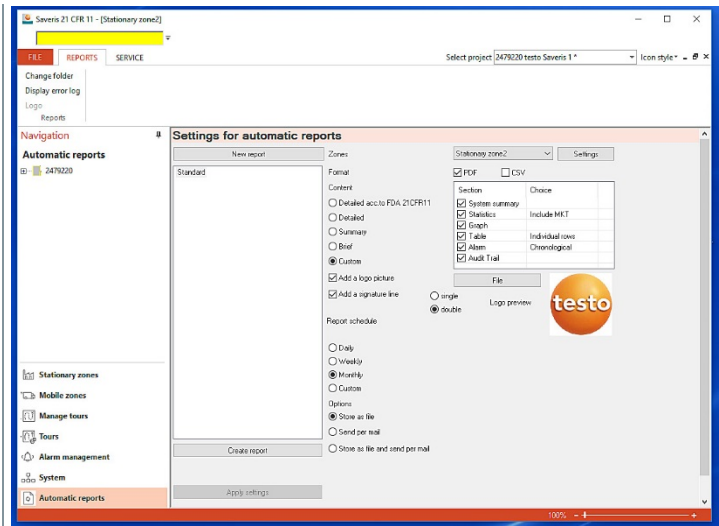 Saveris 21 CFR 11 - [Stationary zone2]
FILE REPORTS SERVICE Select project 2479220 testo Saveris 1 * Icon style
Change folder
Display error log
Logo
Reports
Navigation
Automatic reports
2479220
Stationary zones
Mobile zones
Manage tours
Tours
Alarm management
System
Automatic reports
Settings for automatic reports
New report
Standard
Create report
Apply settings
Zones Stationary zone2 Settings
Format PDF CSV
Content
Detailed acc.to FDA 21CFR11
Detailed
Summary
Brief
Custom
Section Choice
System summary
Statistics Include MKT
Graph
Table Individual rows
Alarm Chronological
Audit Trail
Add a logo picture File
Add a signature line single
double
Logo preview testo
Report schedule
Daily
Weekly
Monthly
Custom
Options
Store as file
Send per mail
Store as file and send per mail
100% - +